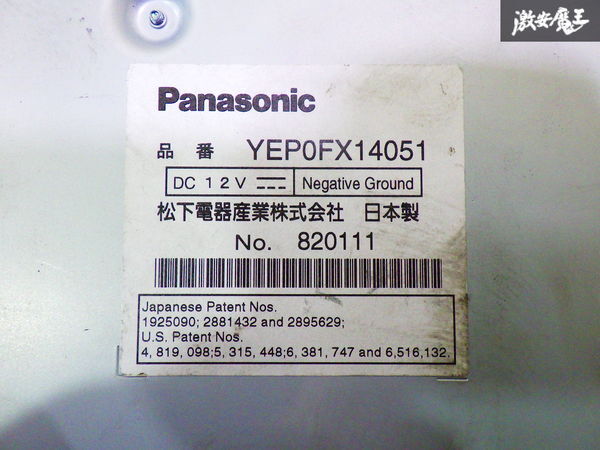 激安魔王
Panasonic
品 番 YEP0FX14051
DC 12V ⎓ Negative Ground
松下電器産業株式会社 日本製
No. 820111
Japanese Patent Nos.
1925090; 2881432 and 2895629;
U.S. Patent Nos.
4, 819, 098;5, 315, 448;6, 381, 747 and 6,516,132.